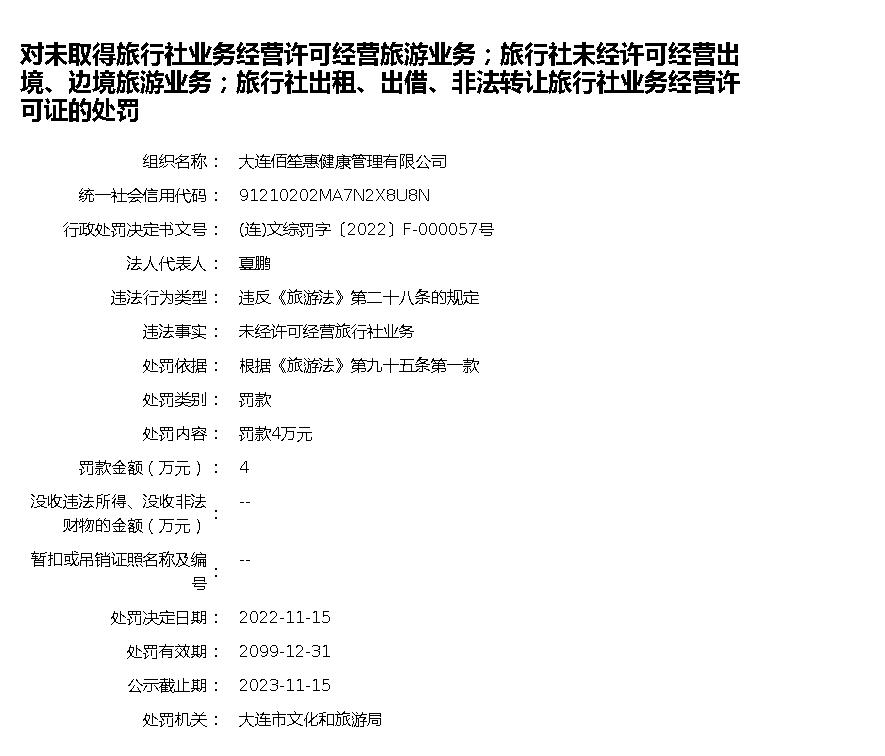 对未取得旅行社业务经营许可经营旅游业务；旅行社未经许可经营出
境、边境旅游业务；旅行社出租、出借、非法转让旅行社业务经营许
可证的处罚
组织名称： 大连佰笙惠健康管理有限公司
统一社会信用代码： 91210202MA7N2X8U8N
行政处罚决定书文号： (连)文综罚字〔2022〕F-000057号
法人代表人： 夏鹏
违法行为类型： 违反《旅游法》第二十八条的规定
违法事实： 未经许可经营旅行社业务
处罚依据： 根据《旅游法》第九十五条第一款
处罚类别： 罚款
处罚内容： 罚款4万元
罚款金额（万元）： 4
没收违法所得、没收非法
财物的金额（万元）： --
暂扣或吊销证照名称及编
号： --
处罚决定日期： 2022-11-15
处罚有效期： 2099-12-31
公示截止期： 2023-11-15
处罚机关： 大连市文化和旅游局